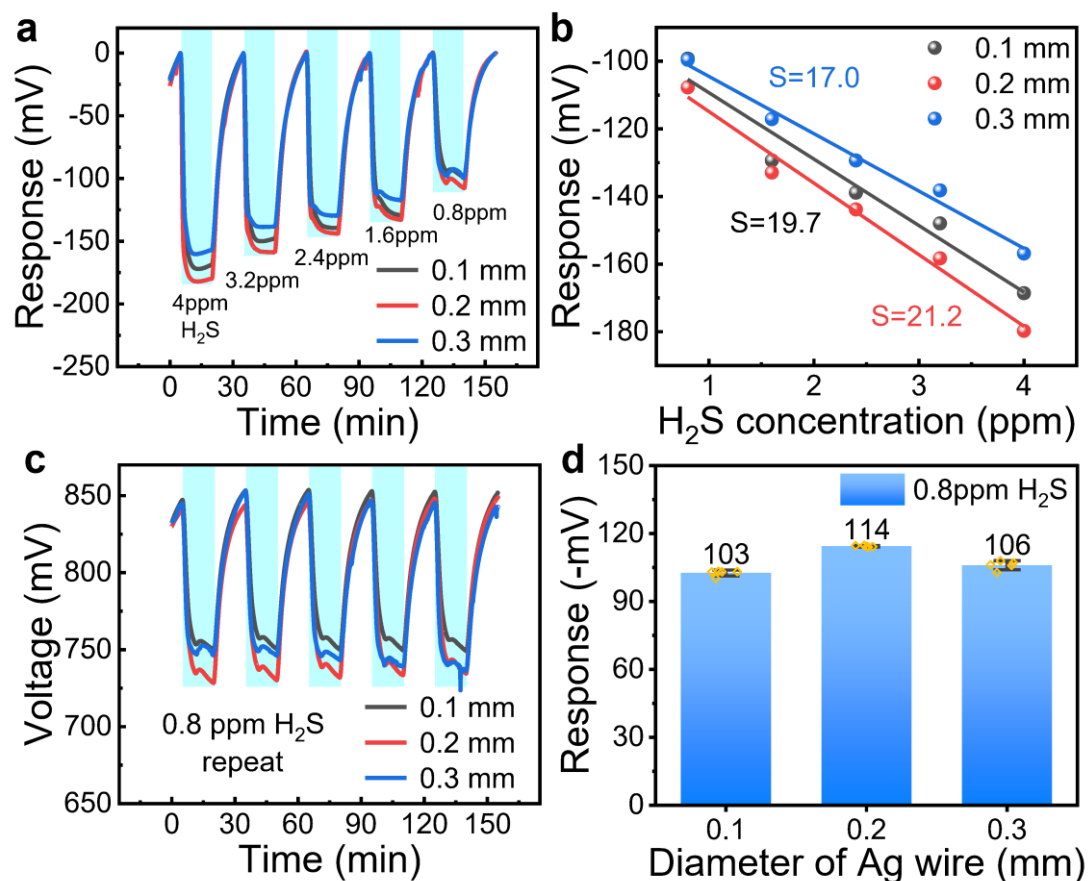 a
Response (mV)
0
-50
-100
-150
-200
-250
0 30 60 90 120 150
Time (min)
4ppm
H₂S
3.2ppm
2.4ppm
1.6ppm
0.8ppm
0.1 mm
0.2 mm
0.3 mm
b
Response (mV)
-100
-120
-140
-160
-180
1 2 3 4
H₂S concentration (ppm)
S=17.0
S=19.7
S=21.2
0.1 mm
0.2 mm
0.3 mm
c
Voltage (mV)
850
800
750
700
650
0 30 60 90 120 150
Time (min)
0.8 ppm H₂S
repeat
0.1 mm
0.2 mm
0.3 mm
d
Response (-mV)
150
120
90
60
30
0
0.8ppm H₂S
103
114
106
0.1 0.2 0.3
Diameter of Ag wire (mm)